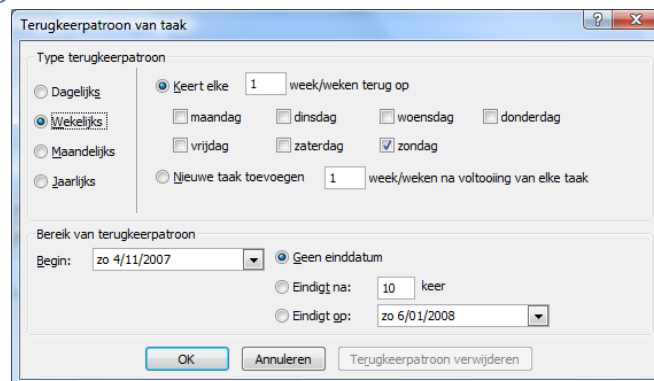 Terugkeerpatroon van taak
Type terugkeerpatroon
Dagelijks
Wekelijks
Maandelijks
Jaarlijks
Keert elke 1 week/weken terug op
maandag dinsdag woensdag donderdag
vrijdag zaterdag zondag
Nieuwe taak toevoegen 1 week/weken na voltooiing van elke taak
Bereik van terugkeerpatroon
Begin: zo 4/11/2007
Geen einddatum
Eindigt na: 10 keer
Eindigt op: zo 6/01/2008
OK Annuleren Terugkeerpatroon verwijderen